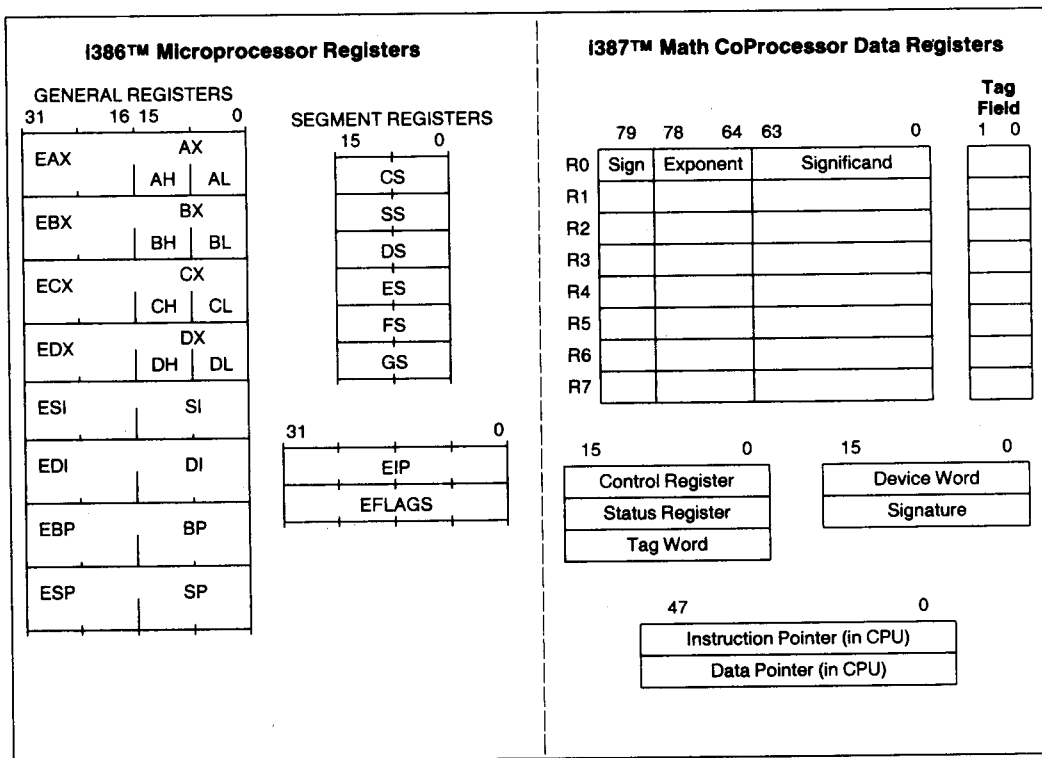 i386™ Microprocessor Registers
GENERAL REGISTERS
31 16 15 0
EAX AX
AH AL
EBX BX
BH BL
ECX CX
CH CL
EDX DX
DH DL
ESI SI
EDI DI
EBP BP
ESP SP
SEGMENT REGISTERS
15 0
CS
SS
DS
ES
FS
GS
31 0
EIP
EFLAGS
i387™ Math CoProcessor Data Registers
Tag
Field
79 78 64 63 0 1 0
R0 Sign Exponent Significand
R1
R2
R3
R4
R5
R6
R7
15 0
Control Register
Status Register
Tag Word
15 0
Device Word
Signature
47 0
Instruction Pointer (in CPU)
Data Pointer (in CPU)